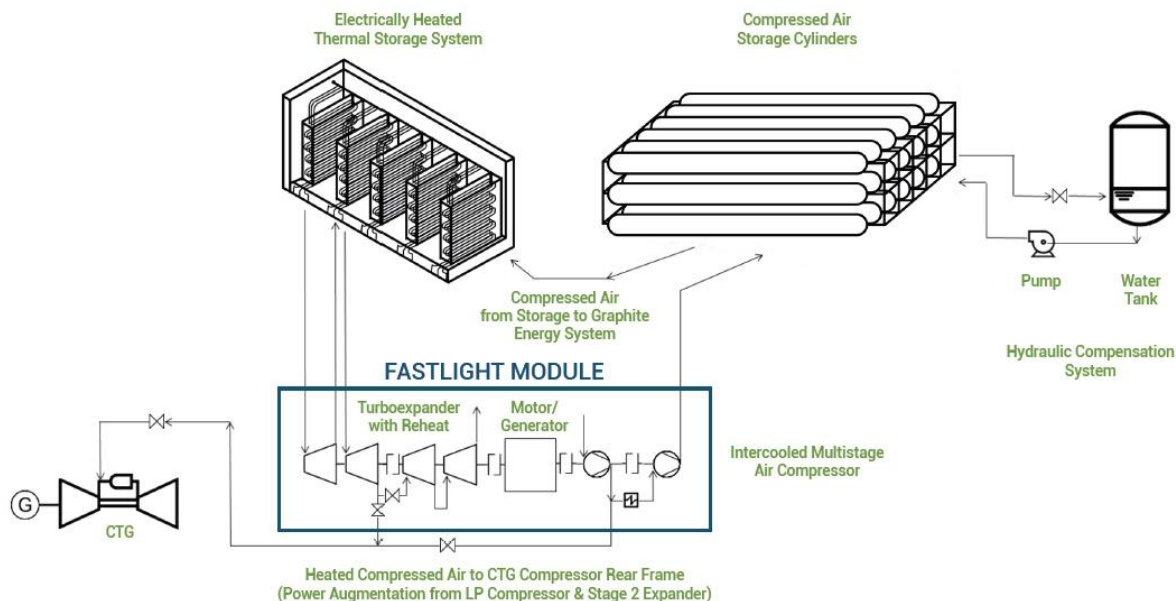 Electrically Heated
Thermal Storage System
Compressed Air
Storage Cylinders
Compressed Air
from Storage to Graphite
Energy System
Pump
Water
Tank
Hydraulic Compensation
System
FASTLIGHT MODULE
Turboexpander
with Reheat
Motor/
Generator
Intercooled Multistage
Air Compressor
G
CTG
Heated Compressed Air to CTG Compressor Rear Frame
(Power Augmentation from LP Compressor & Stage 2 Expander)